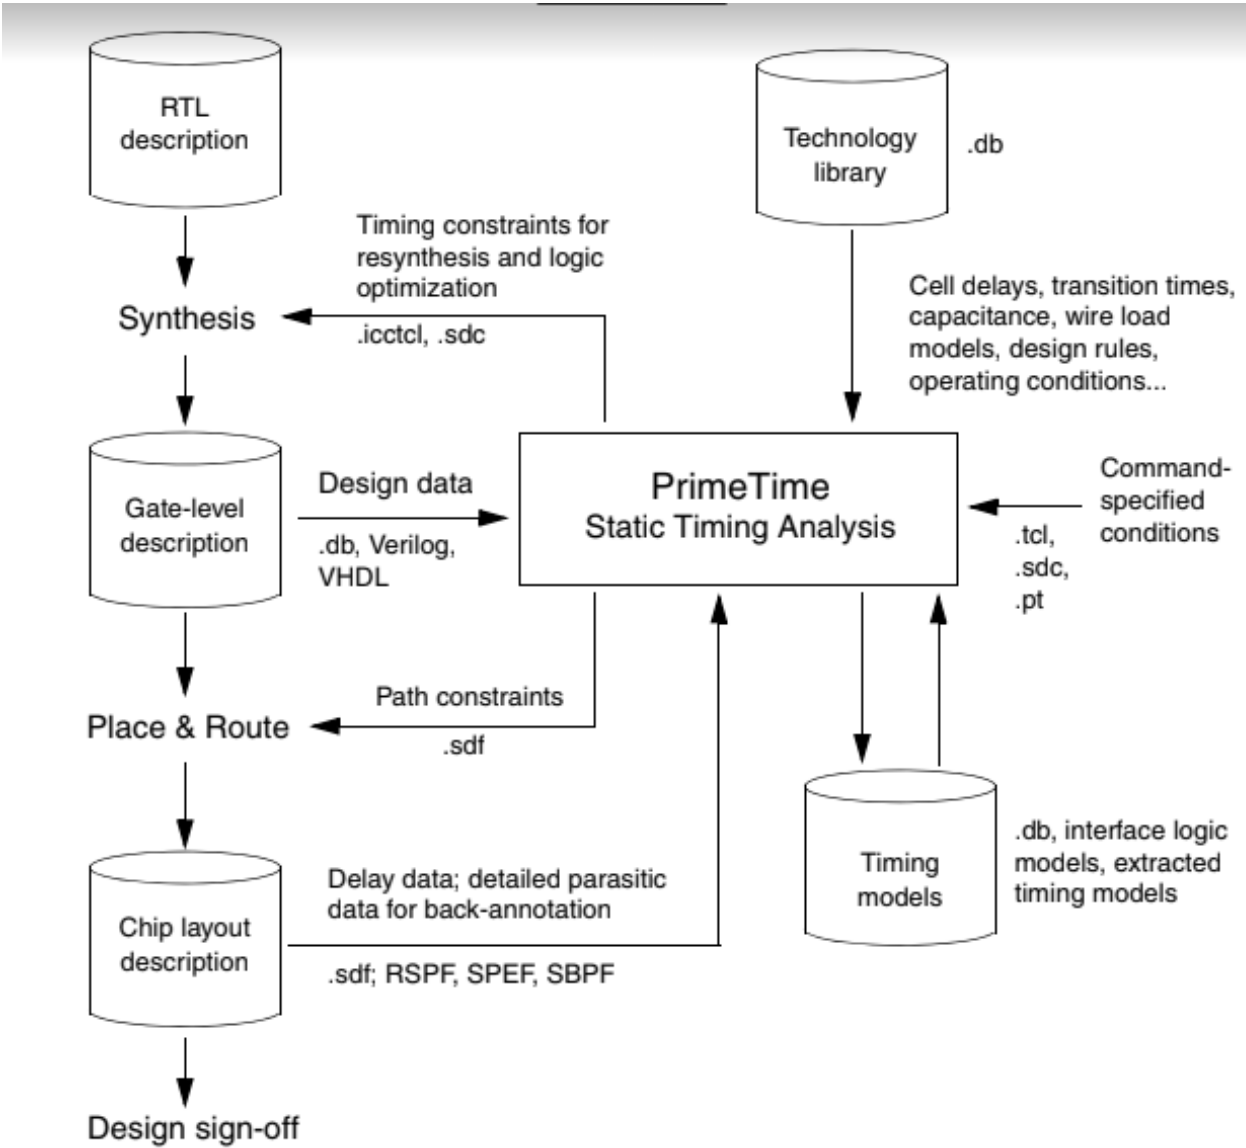 RTL
description
Technology
library
.db
Timing constraints for
resynthesis and logic
optimization
Synthesis
.icctcl, .sdc
Cell delays, transition times,
capacitance, wire load
models, design rules,
operating conditions...
Gate-level
description
Design data
.db, Verilog,
VHDL
PrimeTime
Static Timing Analysis
Command-
specified
conditions
.tcl,
.sdc,
.pt
Place & Route
Path constraints
.sdf
Timing
models
.db, interface logic
models, extracted
timing models
Chip layout
description
Delay data; detailed parasitic
data for back-annotation
.sdf; RSPF, SPEF, SBPF
Design sign-off